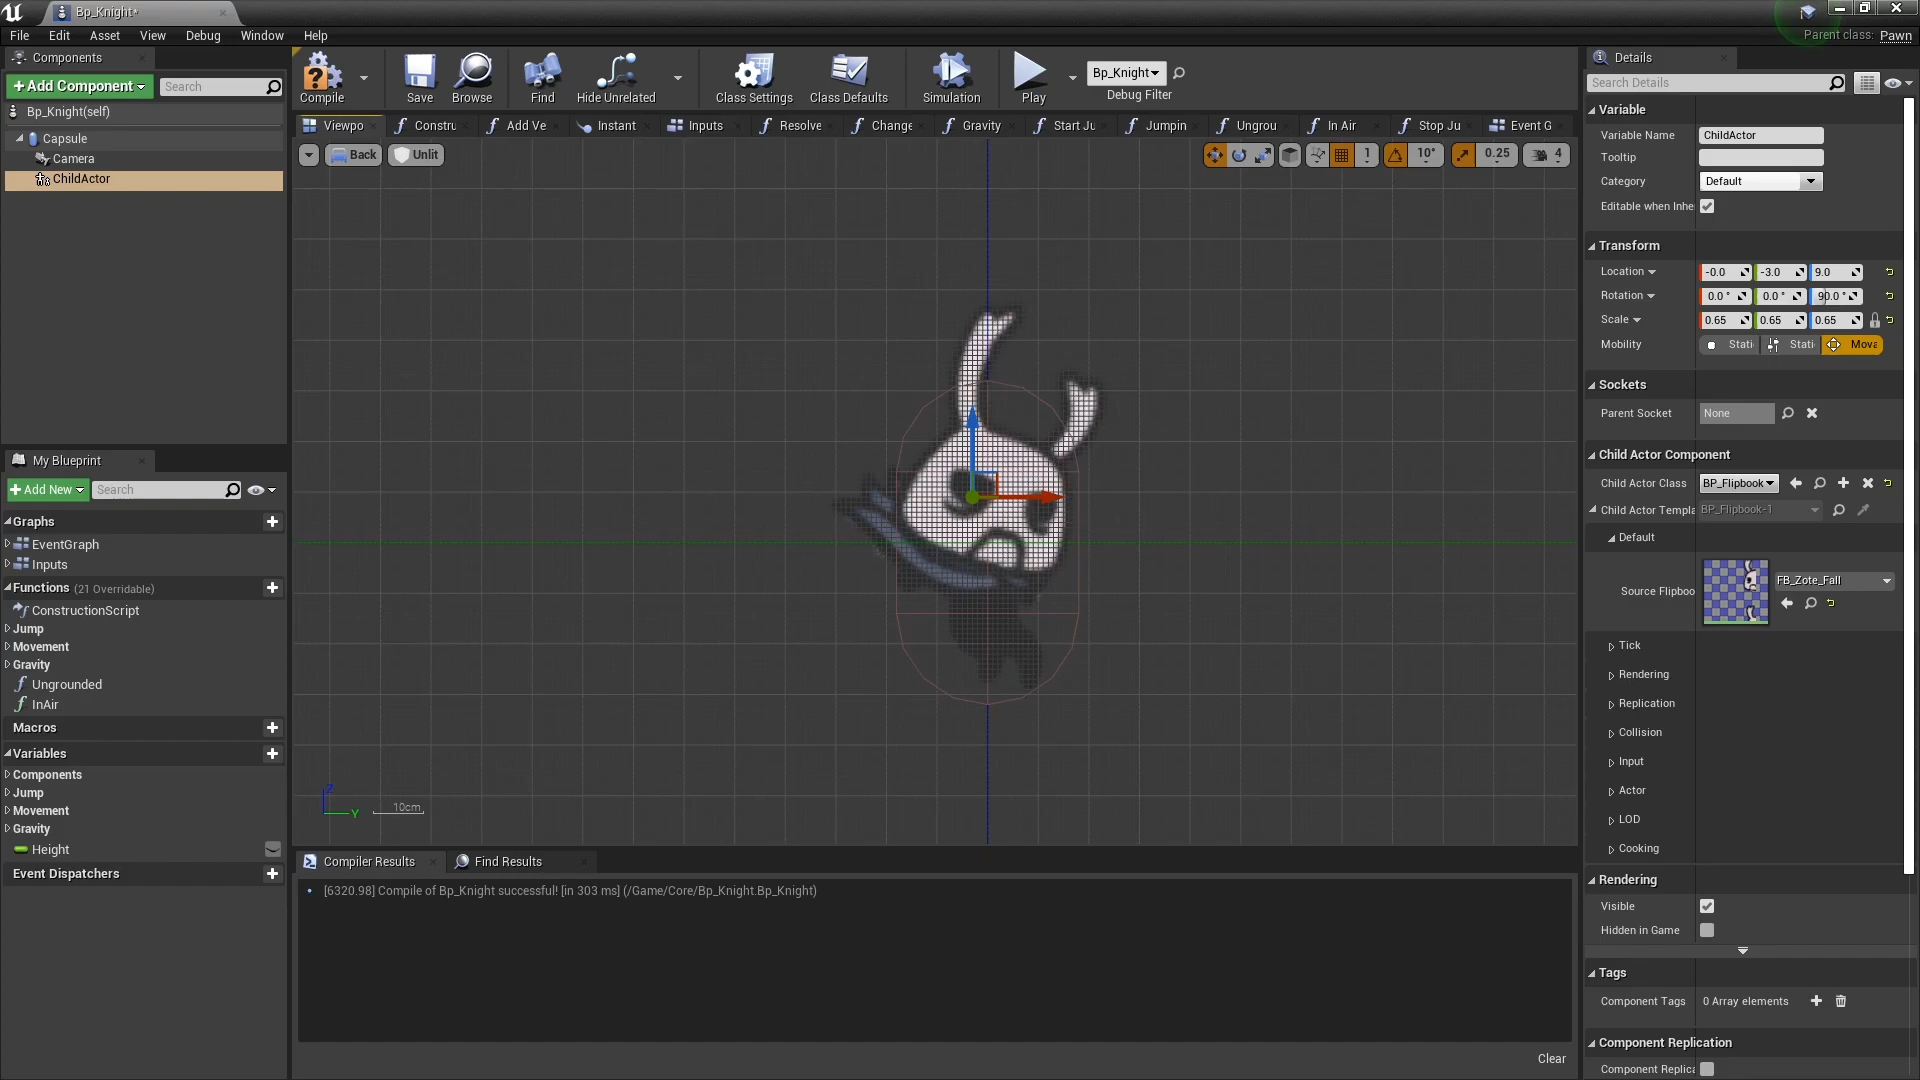 Bp_Knight*
File Edit Asset View Debug Window Help
Parent class: Pawn
Components
+Add Component
Search
Bp_Knight(self)
Capsule
Camera
ChildActor
Compile
Save
Browse
Find
Hide Unrelated
Class Settings
Class Defaults
Simulation
Play
Bp_Knight
Debug Filter
Viewpo
Constru
Add Ve
Instant
Inputs
Resolve
Change
Gravity
Start Ju
Jumpin
Ungrou
In Air
Stop Ju
Event G
Back
Unlit
1
10°
0.25
4
Z
Y
10cm
My Blueprint
+Add New
Search
Graphs
EventGraph
Inputs
Functions (21 Overridable)
ConstructionScript
Jump
Movement
Gravity
Ungrounded
InAir
Macros
Variables
Components
Jump
Movement
Gravity
Height
Event Dispatchers
Compiler Results
Find Results
[6320.98] Compile of Bp_Knight successful! [in 303 ms] (/Game/Core/Bp_Knight.Bp_Knight)
Clear
Details
Search Details
Variable
Variable Name ChildActor
Tooltip
Category Default
Editable when Inhe
Transform
Location -0.0 -3.0 9.0
Rotation 0.0 ° 0.0 ° 90.0 °
Scale 0.65 0.65 0.65
Mobility Stati Stati Mova
Sockets
Parent Socket None
Child Actor Component
Child Actor Class BP_Flipbook
Child Actor Templa BP_Flipbook-1
Default
Source Flipboo FB_Zote_Fall
Tick
Rendering
Replication
Collision
Input
Actor
LOD
Cooking
Rendering
Visible
Hidden in Game
Tags
Component Tags 0 Array elements
Component Replication
Component Replica